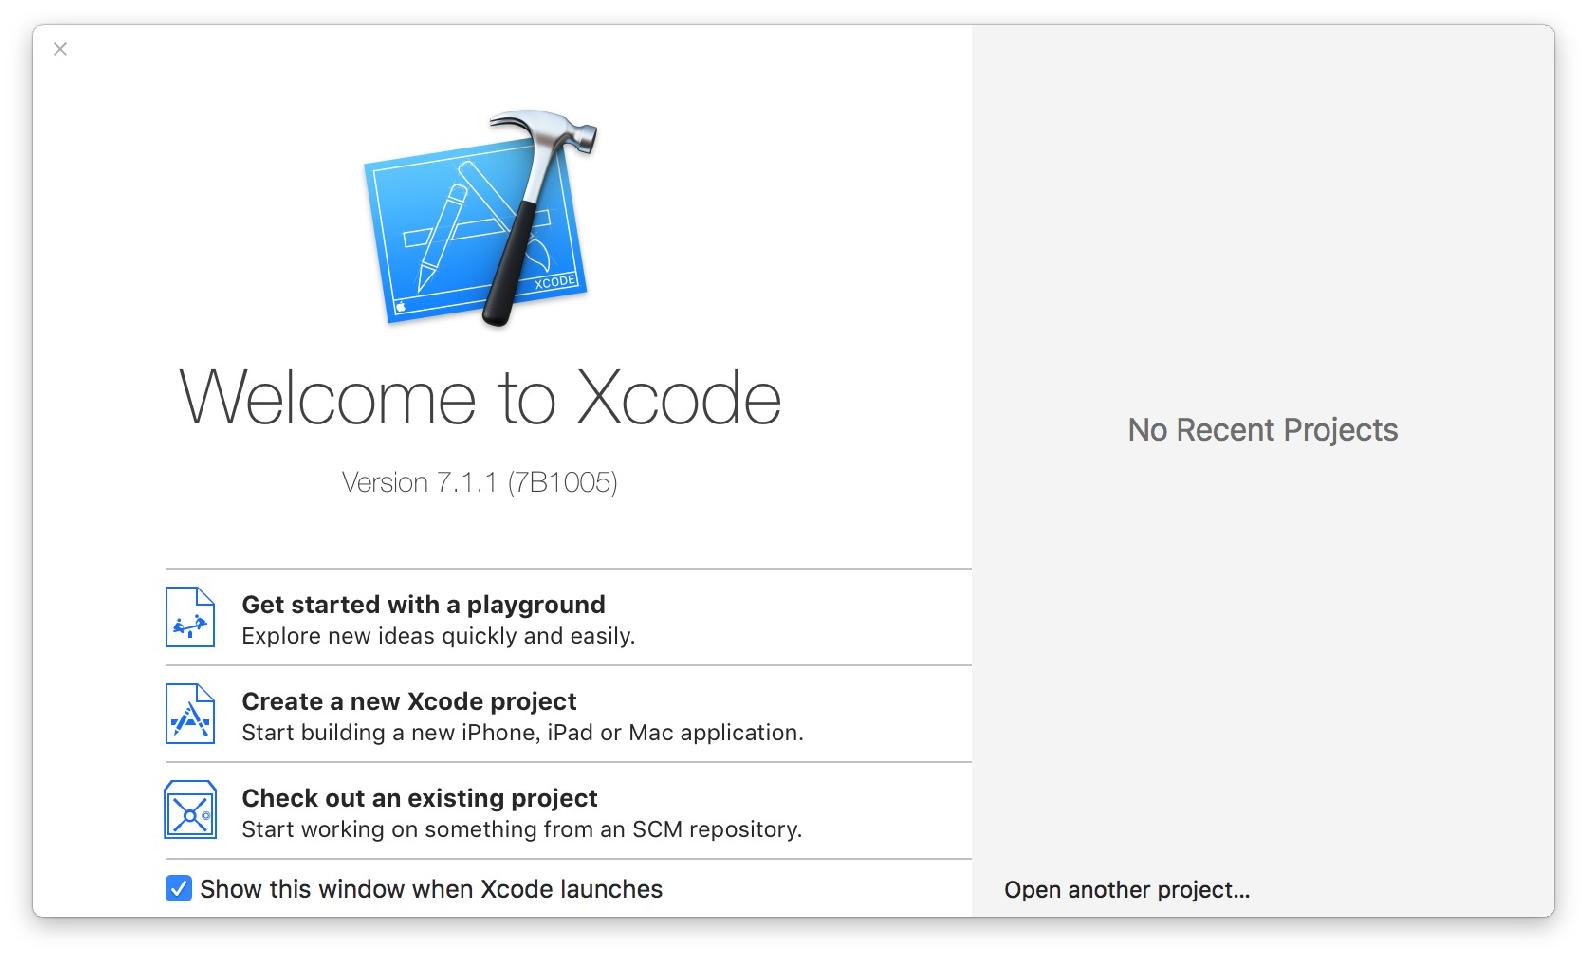 XCODE
Welcome to Xcode
Version 7.1.1 (7B1005)
Get started with a playground
Explore new ideas quickly and easily.
Create a new Xcode project
Start building a new iPhone, iPad or Mac application.
Check out an existing project
Start working on something from an SCM repository.
Show this window when Xcode launches
No Recent Projects
Open another project...